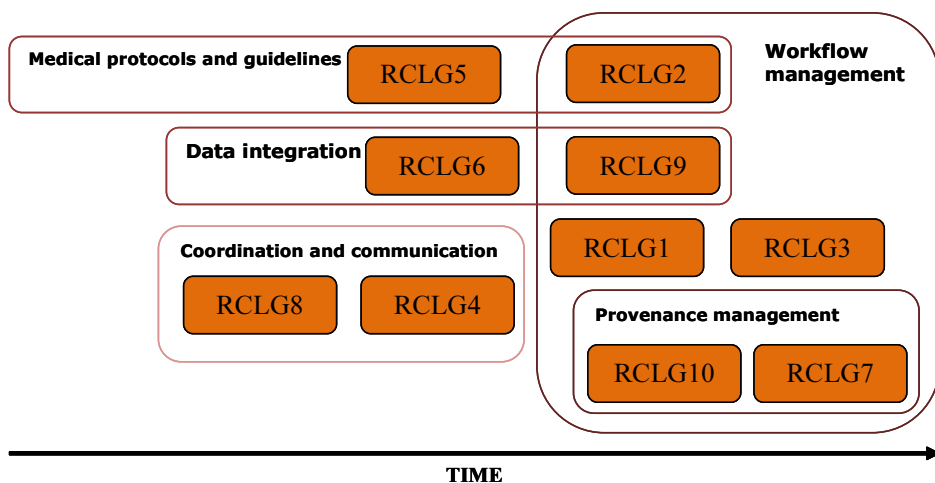 Medical protocols and guidelines
RCLG5
RCLG2
Workflow
management
Data integration
RCLG6
RCLG9
Coordination and communication
RCLG8
RCLG4
RCLG1
RCLG3
Provenance management
RCLG10
RCLG7
TIME